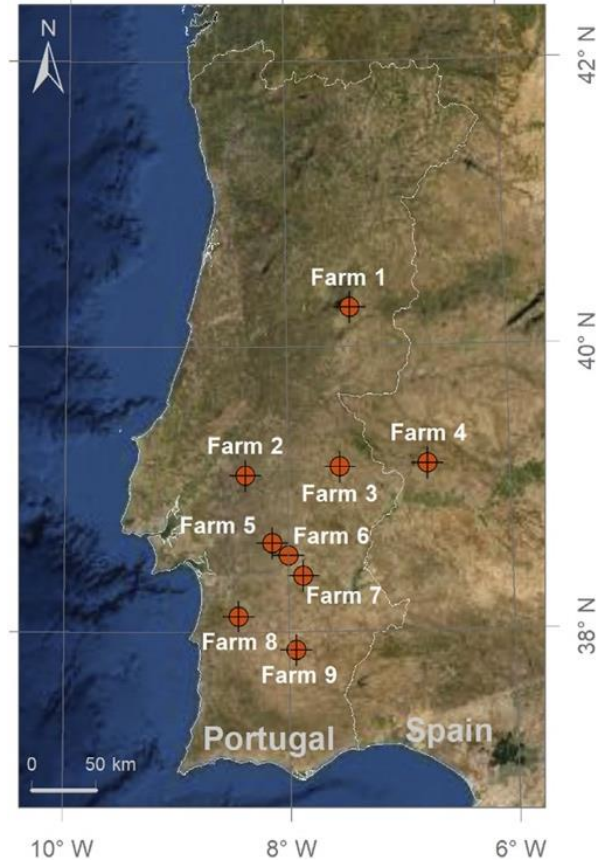 N
42° N
Farm 1
40° N
Farm 2
Farm 4
Farm 3
Farm 5
Farm 6
Farm 7
38° N
Farm 8
Farm 9
Portugal
Spain
0 50 km
10° W 8° W 6° W